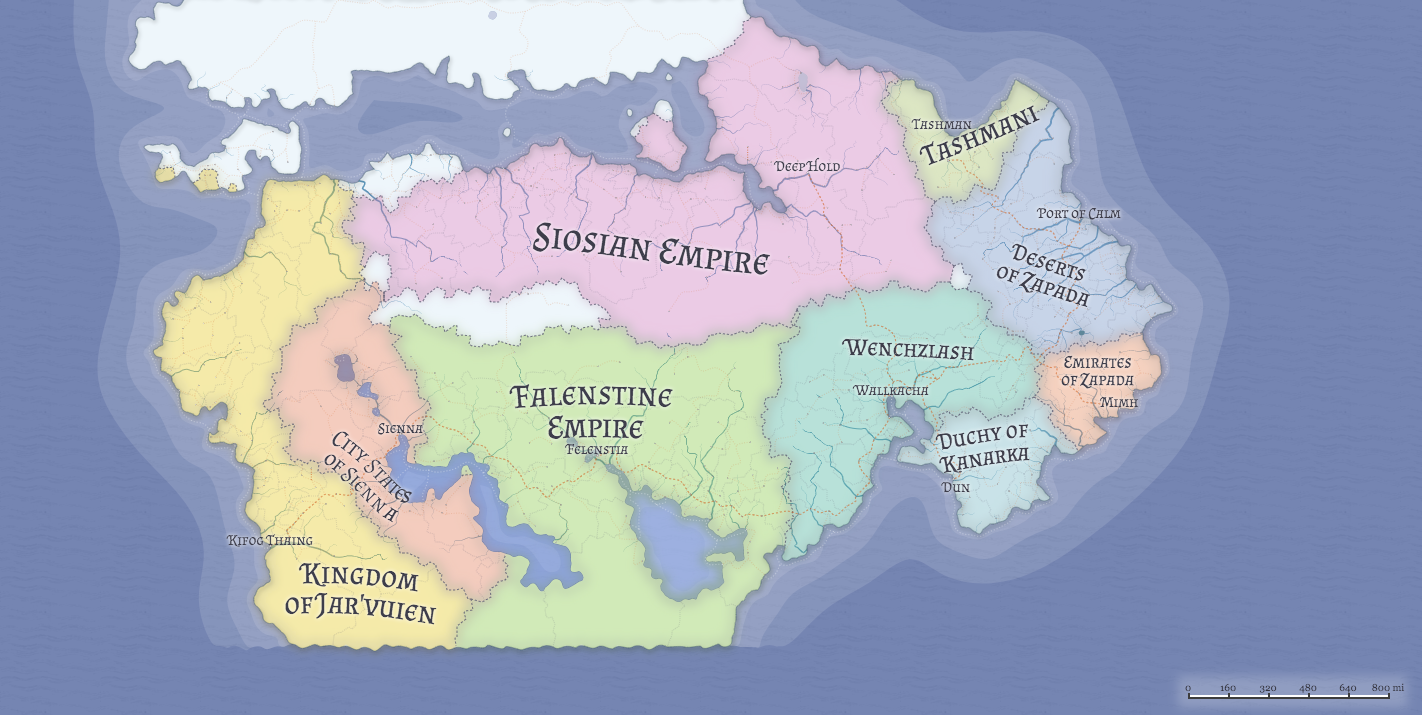 Tashman
Tashmani
Deep Hold
Port of Calm
Siosian Empire
Deserts
of Zapada
Wenchzlash
Emirates
of Zapada
Wallkacha
Mimh
Falenstine
Empire
Felenstia
Sienna
City States
of Sienna
Duchy of
Kanarka
Dun
Kifog Thaing
Kingdom
of Jar'vuien
0 160 320 480 640 800 mi